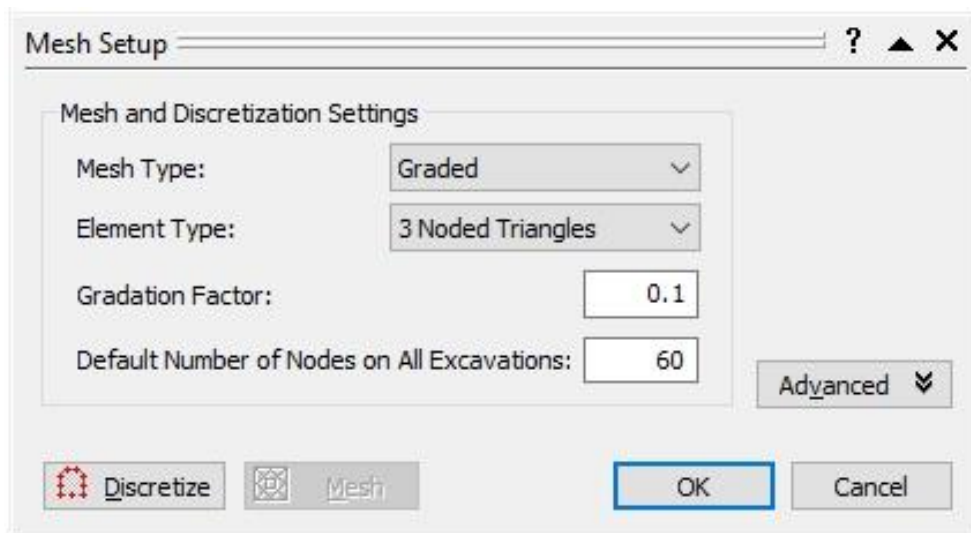 Mesh Setup ?
Mesh and Discretization Settings
Mesh Type: Graded
Element Type: 3 Noded Triangles
Gradation Factor: 0.1
Default Number of Nodes on All Excavations: 60
Advanced
Discretize Mesh OK Cancel